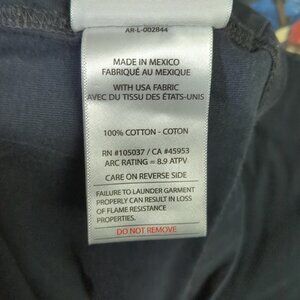 AR-L-002844
MADE IN MEXICO
FABRIQUÉ AU MEXIQUE
WITH USA FABRIC
AVEC DU TISSU DES ÉTATS-UNIS
100% COTTON - COTON
RN #105037 / CA #45953
ARC RATING = 8.9 ATPV
CARE ON REVERSE SIDE
FAILURE TO LAUNDER GARMENT
PROPERLY CAN RESULT IN LOSS
OF FLAME RESISTANCE
PROPERTIES.
DO NOT REMOVE